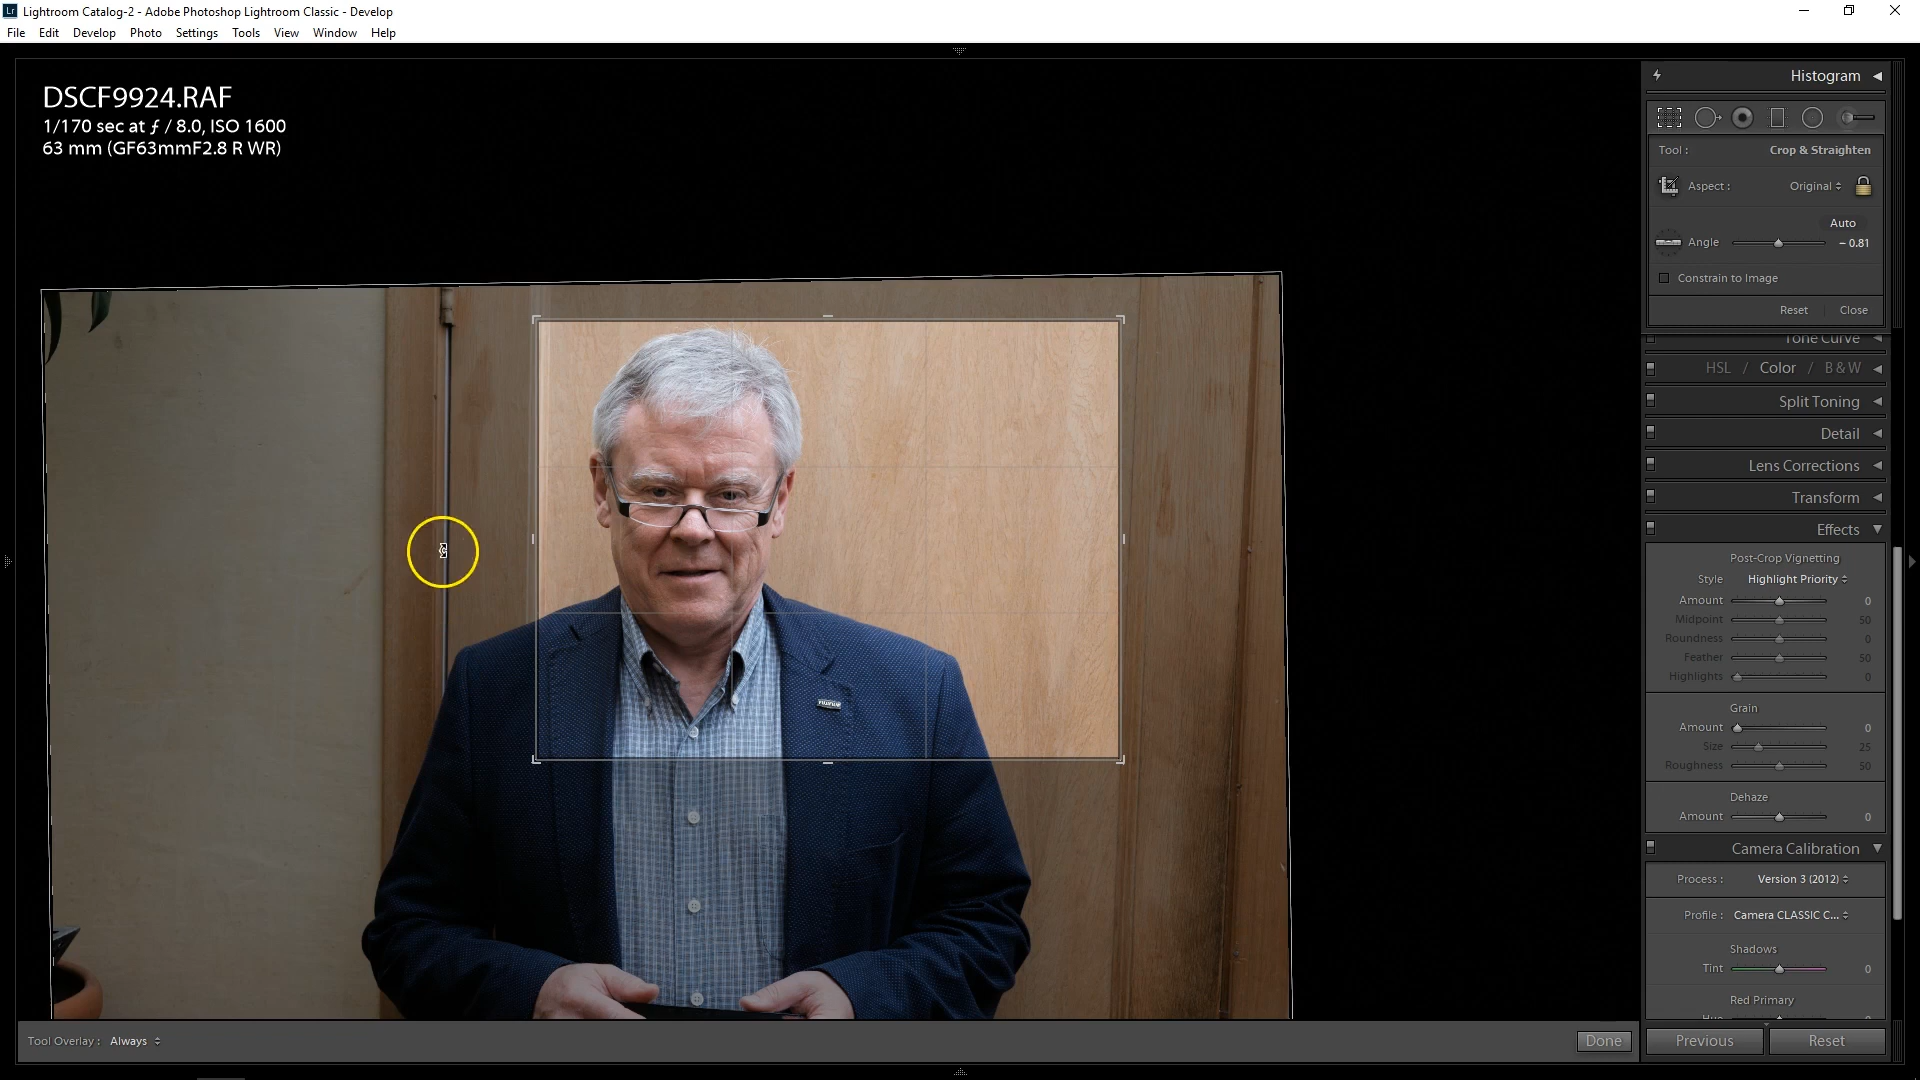 Lr Lightroom Catalog-2 - Adobe Photoshop Lightroom Classic - Develop
File Edit Develop Photo Settings Tools View Window Help
DSCF9924.RAF
1/170 sec at ƒ / 8.0, ISO 1600
63 mm (GF63mmF2.8 R WR)
Histogram
Tool : Crop & Straighten
Aspect : Original
Auto
Angle – 0.81
Constrain to Image
Reset Close
Tone Curve
HSL / Color / B & W
Split Toning
Detail
Lens Corrections
Transform
Effects
Post-Crop Vignetting
Style Highlight Priority
Amount 0
Midpoint 50
Roundness 0
Feather 50
Highlights 0
Grain
Amount 0
Size 25
Roughness 50
Dehaze
Amount 0
Camera Calibration
Process : Version 3 (2012)
Profile : Camera CLASSIC C...
Shadows
Tint 0
Red Primary
Hue 0
Tool Overlay : Always
Done
Previous Reset